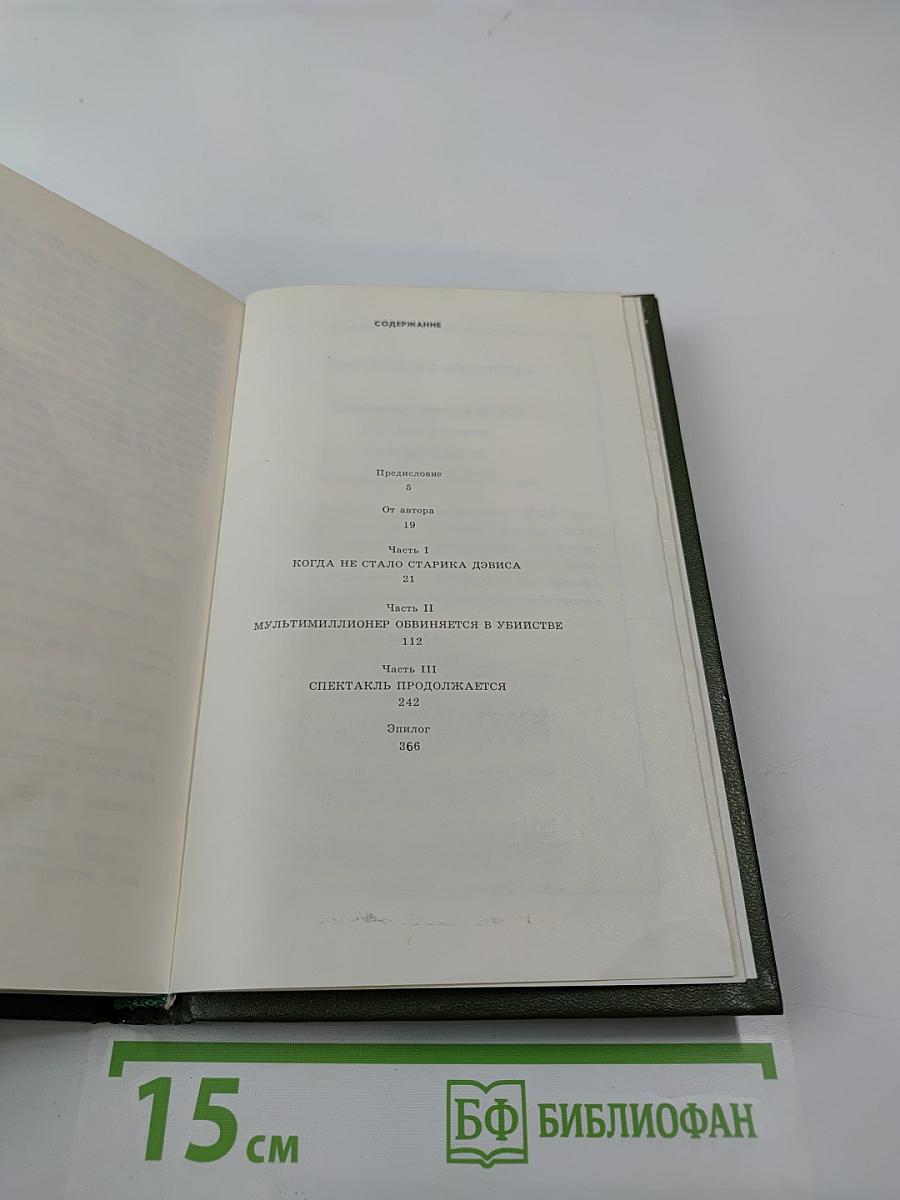 СОДЕРЖАНИЕ
Предисловие
5
От автора
19
Часть I
КОГДА НЕ СТАЛО СТАРИКА ДЭВИСА
21
Часть II
МУЛЬТИМИЛЛИОНЕР ОБВИНЯЕТСЯ В УБИЙСТВЕ
112
Часть III
СПЕКТАКЛЬ ПРОДОЛЖАЕТСЯ
242
Эпилог
366
15 см
БФ БИБЛИОФАН